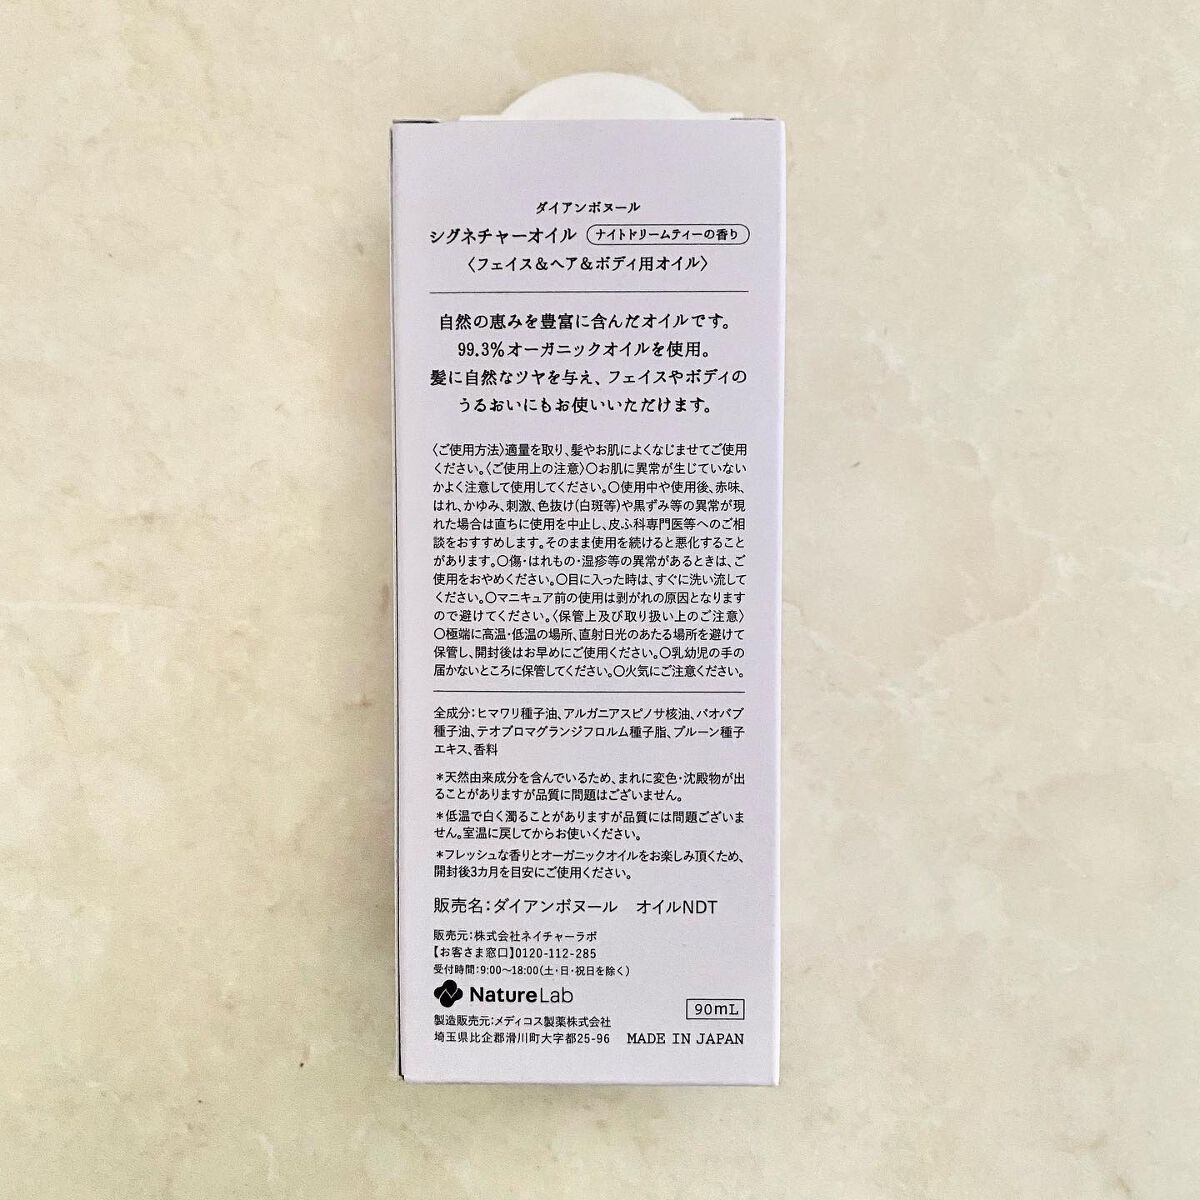 ダイアンボヌール
シグネチャーオイル ナイトドリームティーの香り
〈フェイス&ヘア&ボディ用オイル〉
自然の恵みを豊富に含んだオイルです。
99.3%オーガニックオイルを使用。
髪に自然なツヤを与え、フェイスやボディの
うるおいにもお使いいただけます。
〈ご使用方法〉適量を取り、髪やお肌によくなじませてご使用
ください。〈ご使用上の注意〉○お肌に異常が生じていない
かよく注意して使用してください。○使用中や使用後、赤味、
はれ、かゆみ、刺激、色抜け(白斑等)や黒ずみ等の異常が現
れた場合は直ちに使用を中止し、皮ふ科専門医等へのご相
談をおすすめします。そのまま使用を続けると悪化すること
があります。○傷・はれもの・湿疹等の異常があるときは、ご
使用をおやめください。○目に入った時は、すぐに洗い流して
ください。○マニキュア前の使用は剥がれの原因となります
ので避けてください。〈保管上及び取り扱い上のご注意〉
○極端に高温・低温の場所、直射日光のあたる場所を避けて
保管し、開封後はお早めにご使用ください。○乳幼児の手の
届かないところに保管してください。○火気にご注意ください。
全成分:ヒマワリ種子油、アルガニアスピノサ核油、バオバブ
種子油、テオブロマグランジフロルム種子脂、プルーン種子
エキス、香料
*天然由来成分を含んでいるため、まれに変色・沈殿物が出
ることがありますが品質に問題はございません。
*低温で白く濁ることがありますが品質には問題ございま
せん。室温に戻してからお使いください。
*フレッシュな香りとオーガニックオイルをお楽しみ頂くため、
開封後3カ月を目安にご使用ください。
販売名:ダイアンボヌール オイルNDT
販売元:株式会社ネイチャーラボ
【お客さま窓口】0120-112-285
受付時間:9:00~18:00(土・日・祝日を除く)
NatureLab
90mL
製造販売元:メディコス製薬株式会社
埼玉県比企郡滑川町大字都25-96 MADE IN JAPAN